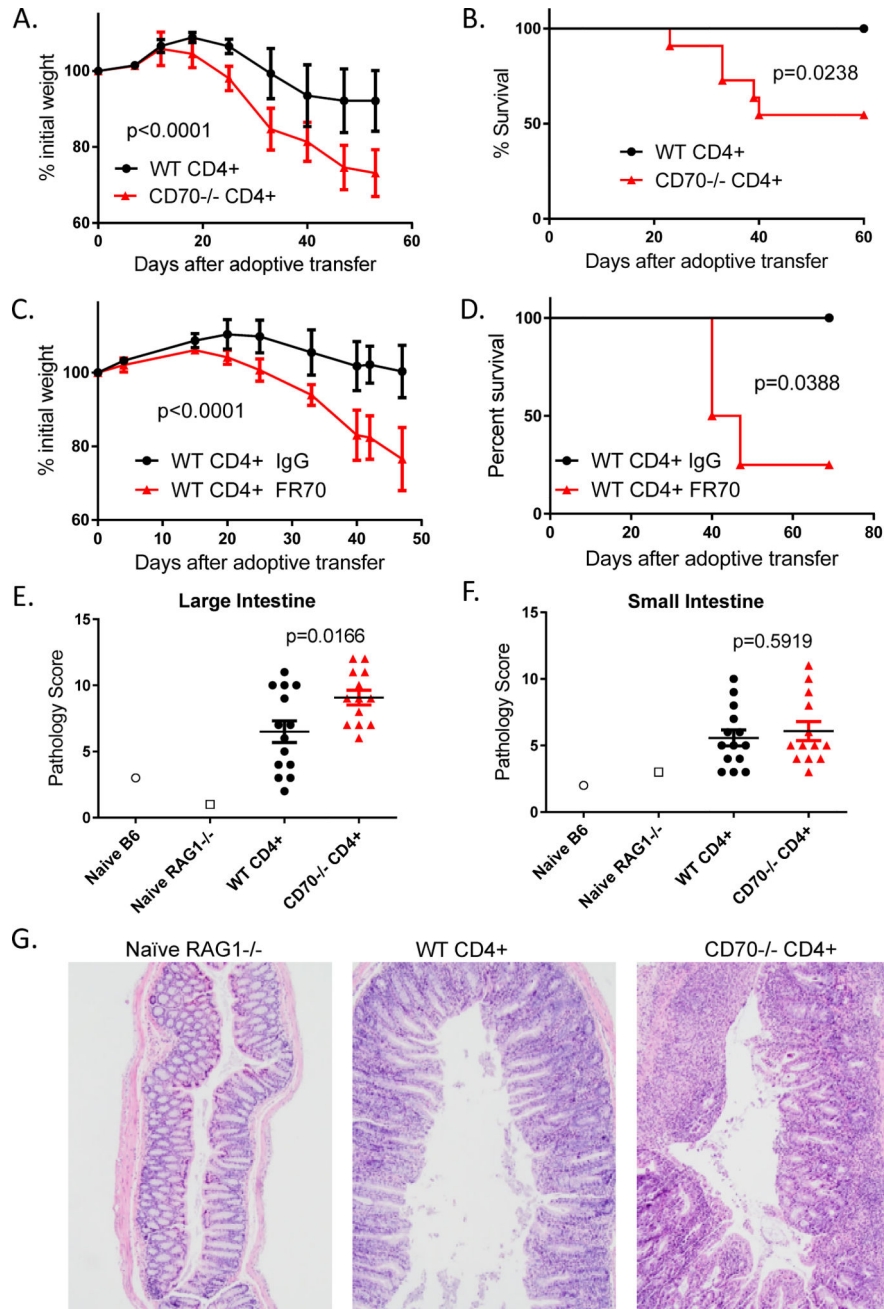 A.
% initial weight
100
80
60
p<0.0001
WT CD4+
CD70-/- CD4+
0 20 40 60
Days after adoptive transfer
B.
% Survival
100
50
0
p=0.0238
WT CD4+
CD70-/- CD4+
0 20 40 60
Days after adoptive transfer
C.
% initial weight
100
80
60
p<0.0001
WT CD4+ IgG
WT CD4+ FR70
0 10 20 30 40 50
Days after adoptive transfer
D.
Percent survival
100
50
0
p=0.0388
WT CD4+ IgG
WT CD4+ FR70
0 20 40 60 80
Days after adoptive transfer
E.
Large Intestine
Pathology Score
15
10
5
0
p=0.0166
Naive B6
Naive RAG1-/-
WT CD4+
CD70-/- CD4+
F.
Small Intestine
Pathology Score
15
10
5
0
p=0.5919
Naive B6
Naive RAG1-/-
WT CD4+
CD70-/- CD4+
G.
Naïve RAG1-/-
WT CD4+
CD70-/- CD4+